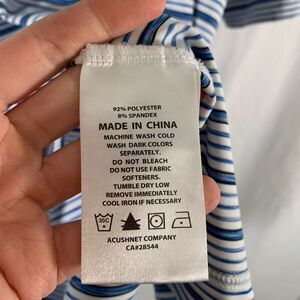 92% POLYESTER
8% SPANDEX
MADE IN CHINA
MACHINE WASH COLD
WASH DARK COLORS
SEPARATELY.
DO NOT BLEACH
DO NOT USE FABRIC
SOFTENERS.
TUMBLE DRY LOW
REMOVE IMMEDIATELY
COOL IRON IF NECESSARY
30C
ACUSHNET COMPANY
CA#28544